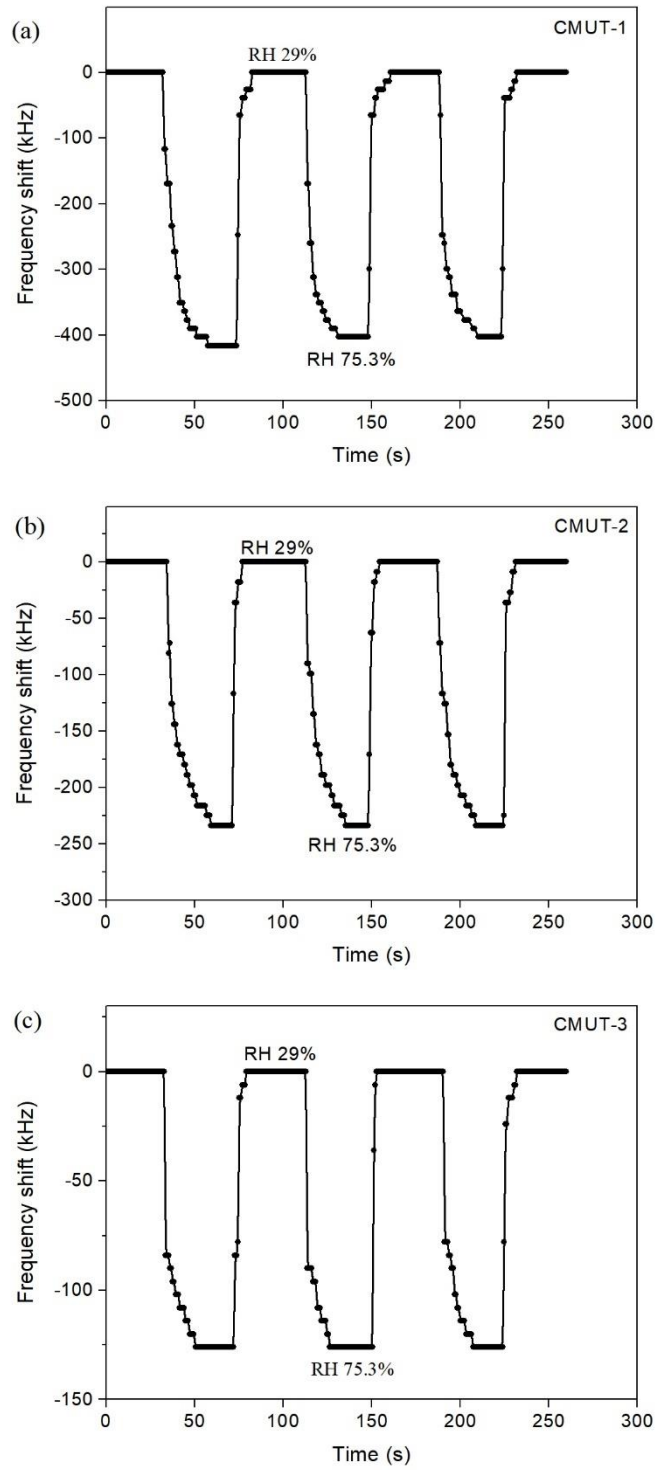 (a)
CMUT-1
RH 29%
0
-100
-200
-300
-400
-500
Frequency shift (kHz)
RH 75.3%
0 50 100 150 200 250 300
Time (s)
(b)
CMUT-2
RH 29%
0
-50
-100
-150
-200
-250
-300
Frequency shift (kHz)
RH 75.3%
0 50 100 150 200 250 300
Time (s)
(c)
CMUT-3
RH 29%
0
-50
-100
-150
Frequency shift (kHz)
RH 75.3%
0 50 100 150 200 250 300
Time (s)